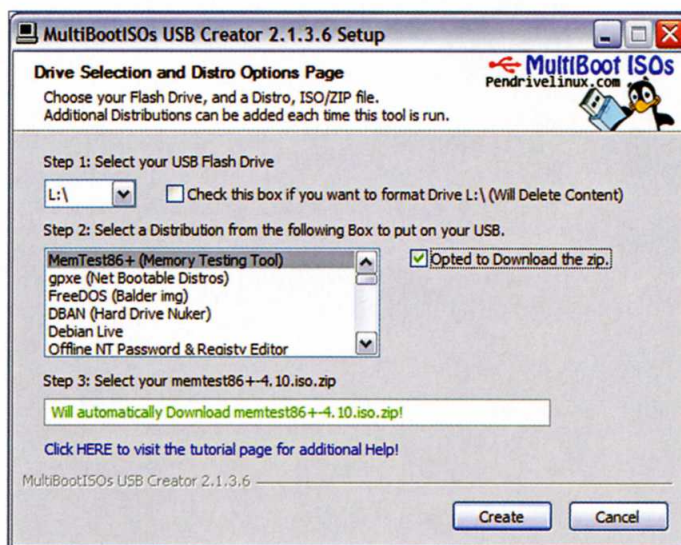 MultiBootISOs USB Creator 2.1.3.6 Setup
Drive Selection and Distro Options Page
Choose your Flash Drive, and a Distro, ISO/ZIP file.
Additional Distributions can be added each time this tool is run.
MultiBoot ISOs
Pendrivelinux.com
Step 1: Select your USB Flash Drive
L:\
Check this box if you want to format Drive L:\ (Will Delete Content)
Step 2: Select a Distribution from the following Box to put on your USB.
MemTest86+ (Memory Testing Tool)
gpxe (Net Bootable Distros)
FreeDOS (Balder img)
DBAN (Hard Drive Nuker)
Debian Live
Offline NT Password & Registy Editor
Opted to Download the zip.
Step 3: Select your memtest86+-4.10.iso.zip
Will automatically Download memtest86+-4.10.iso.zip!
Click HERE to visit the tutorial page for additional Help!
MultiBootISOs USB Creator 2.1.3.6
Create
Cancel